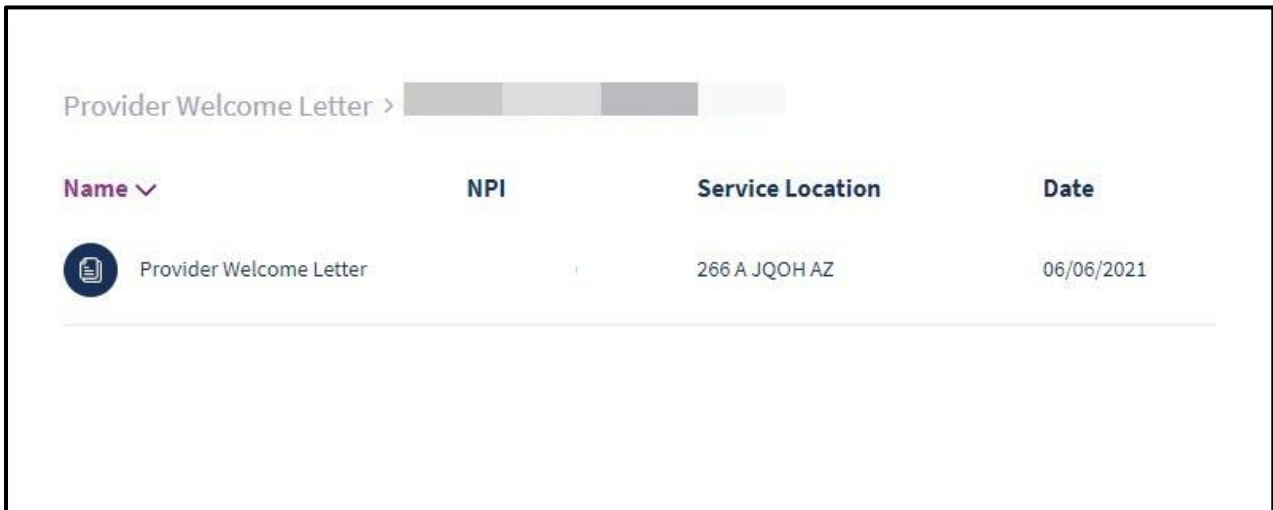 Provider Welcome Letter >
Name NPI Service Location Date
Provider Welcome Letter 266 A JQOH AZ 06/06/2021